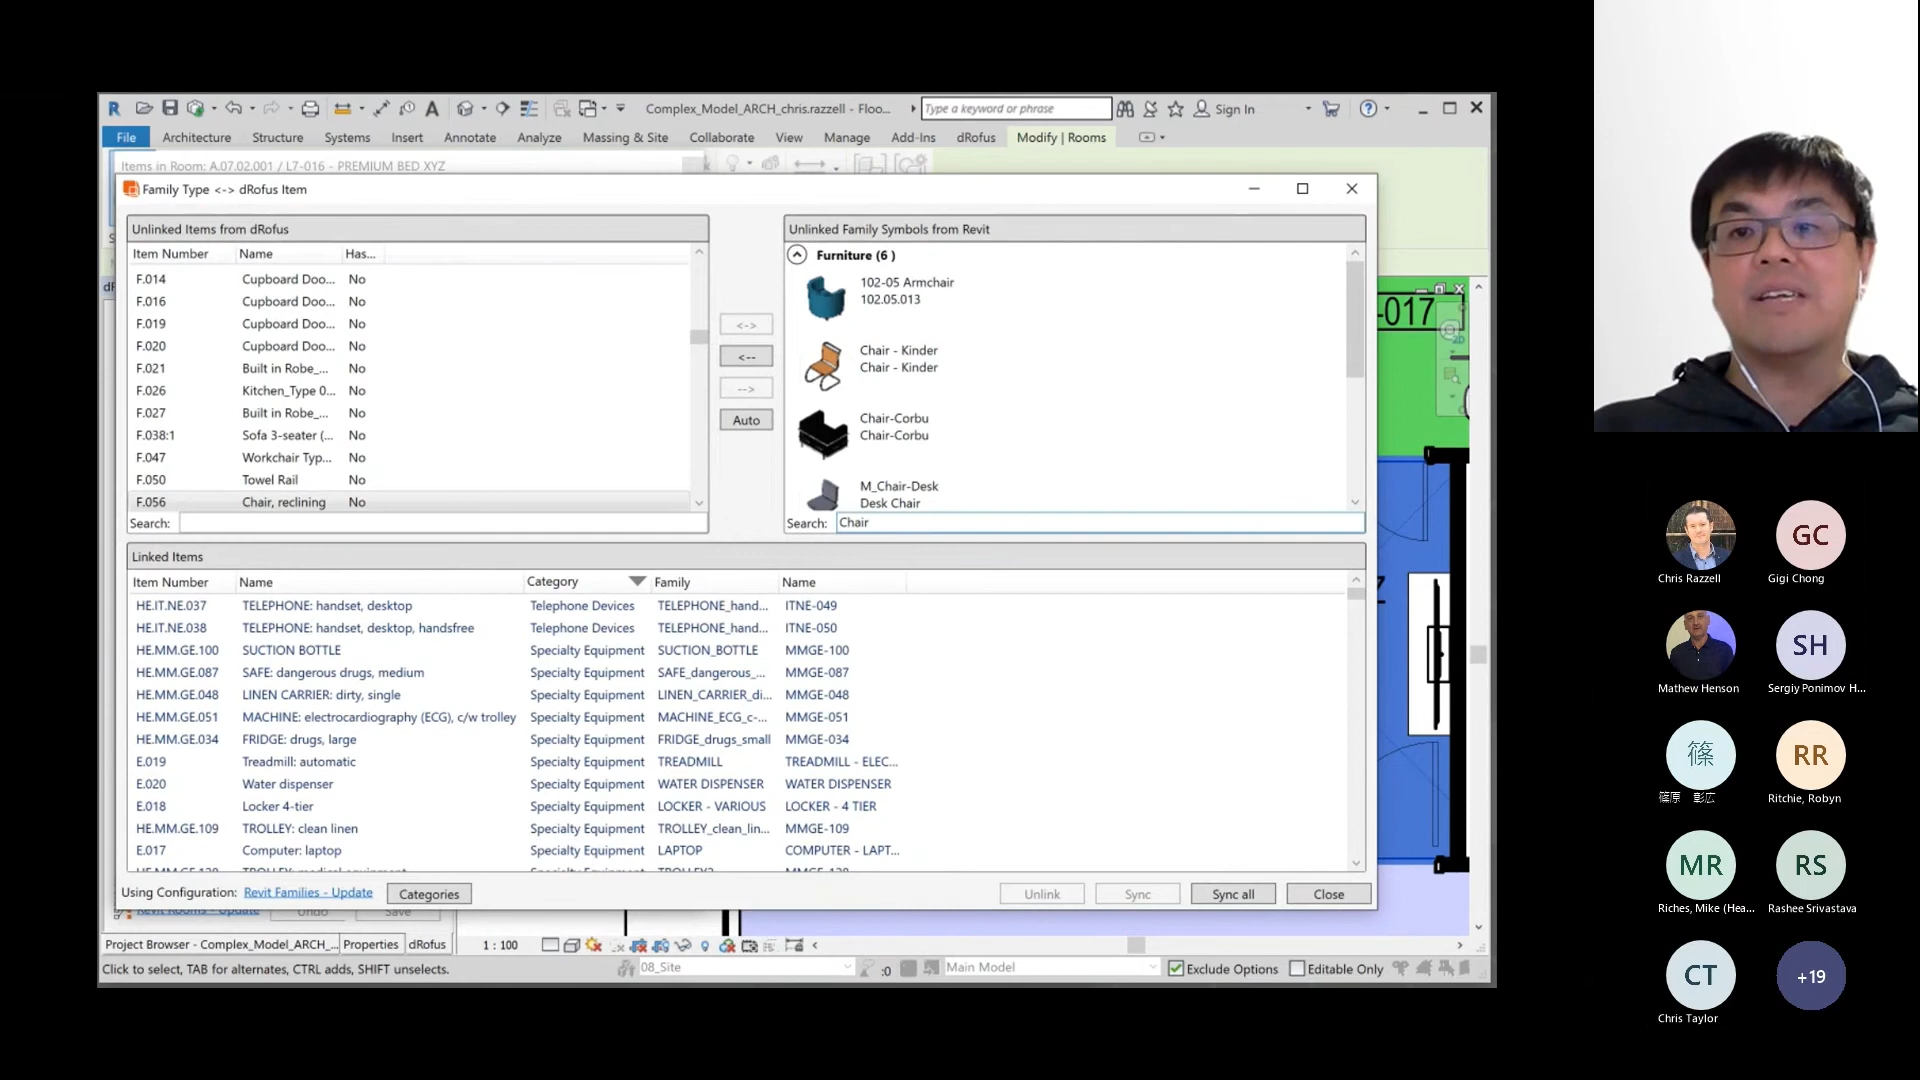 Complex_Model_ARCH_chris.razzell - Floo...
Type a keyword or phrase
Sign In
File Architecture Structure Systems Insert Annotate Analyze Massing & Site Collaborate View Manage Add-Ins dRofus Modify | Rooms
Items in Room: A.07.02.001 / L7-016 - PREMIUM BED XYZ
Family Type <-> dRofus Item
Unlinked Items from dRofus
Item Number Name Has...
F.014 Cupboard Doo... No
F.016 Cupboard Doo... No
F.019 Cupboard Doo... No
F.020 Cupboard Doo... No
F.021 Built in Robe_... No
F.026 Kitchen_Type 0... No
F.027 Built in Robe_... No
F.038:1 Sofa 3-seater (... No
F.047 Workchair Typ... No
F.050 Towel Rail No
F.056 Chair, reclining No
Search:
<->
<--
-->
Auto
Unlinked Family Symbols from Revit
Furniture (6 )
102-05 Armchair
102.05.013
Chair - Kinder
Chair - Kinder
Chair-Corbu
Chair-Corbu
M_Chair-Desk
Desk Chair
Search: Chair
-017
Linked Items
Item Number Name Category Family Name
HE.IT.NE.037 TELEPHONE: handset, desktop Telephone Devices TELEPHONE_hand... ITNE-049
HE.IT.NE.038 TELEPHONE: handset, desktop, handsfree Telephone Devices TELEPHONE_hand... ITNE-050
HE.MM.GE.100 SUCTION BOTTLE Specialty Equipment SUCTION_BOTTLE MMGE-100
HE.MM.GE.087 SAFE: dangerous drugs, medium Specialty Equipment SAFE_dangerous_... MMGE-087
HE.MM.GE.048 LINEN CARRIER: dirty, single Specialty Equipment LINEN_CARRIER_di... MMGE-048
HE.MM.GE.051 MACHINE: electrocardiography (ECG), c/w trolley Specialty Equipment MACHINE_ECG_c-... MMGE-051
HE.MM.GE.034 FRIDGE: drugs, large Specialty Equipment FRIDGE_drugs_small MMGE-034
E.019 Treadmill: automatic Specialty Equipment TREADMILL TREADMILL - ELEC...
E.020 Water dispenser Specialty Equipment WATER DISPENSER WATER DISPENSER
E.018 Locker 4-tier Specialty Equipment LOCKER - VARIOUS LOCKER - 4 TIER
HE.MM.GE.109 TROLLEY: clean linen Specialty Equipment TROLLEY_clean_lin... MMGE-109
E.017 Computer: laptop Specialty Equipment LAPTOP COMPUTER - LAPT...
Using Configuration: Revit Families - Update Categories Unlink Sync Sync all Close
Revit Rooms - Update Undo Save
Project Browser - Complex_Model_ARCH_... Properties dRofus 1 : 100
Click to select, TAB for alternates, CTRL adds, SHIFT unselects. 08_Site :0 Main Model Exclude Options Editable Only
GC
Chris Razzell Gigi Chong
SH
Mathew Henson Sergiy Ponimov H...
篠 RR
篠原 彰広 Ritchie, Robyn
MR RS
Riches, Mike (Hea... Rashee Srivastava
CT +19
Chris Taylor